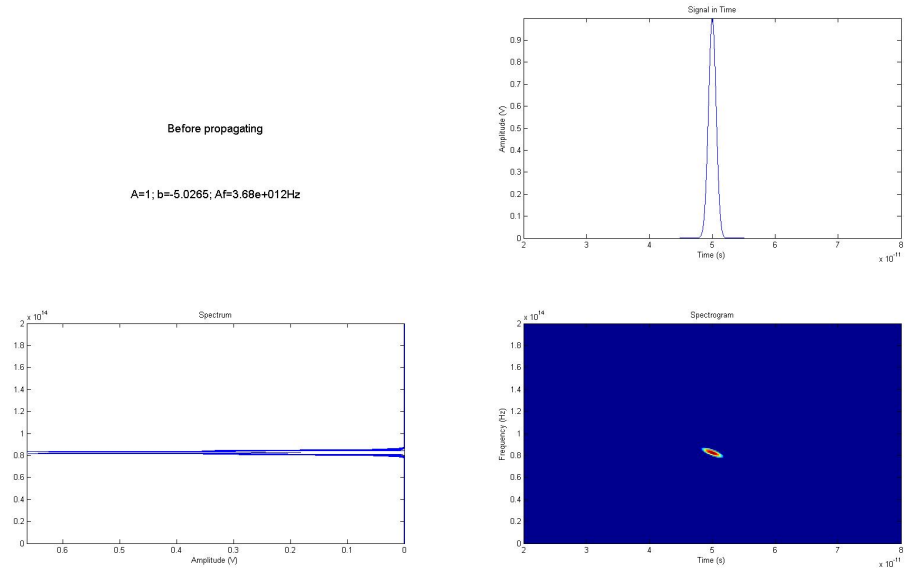 Before propagating
A=1; b=-5.0265; Af=3.68e+012Hz
Signal in Time
0.9
0.8
0.7
0.6
0.5
0.4
0.3
0.2
0.1
0
Amplitude (V)
2 3 4 5 6 7 8
Time (s)
x 10^-11
Spectrum
x 10^14
2
1.8
1.6
1.4
1.2
1
0.8
0.6
0.4
0.2
0
0.6 0.5 0.4 0.3 0.2 0.1 0
Amplitude (V)
Spectrogram
x 10^14
2
1.8
1.6
1.4
1.2
1
0.8
0.6
0.4
0.2
0
Frequency (Hz)
2 3 4 5 6 7 8
Time (s)
x 10^-11